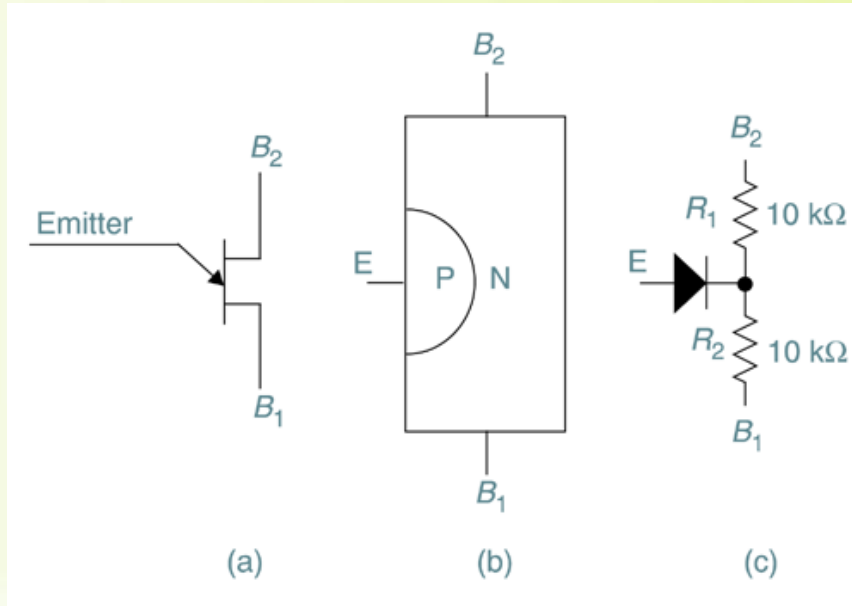 Emitter
B₂
B₁
(a)
B₂
E
P N
B₁
(b)
B₂
R₁ 10 kΩ
E
R₂ 10 kΩ
B₁
(c)